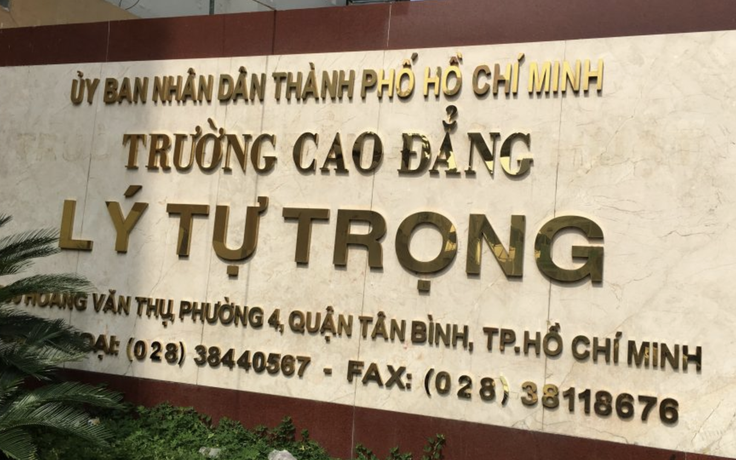 ỦY BAN NHÂN DÂN THÀNH PHỐ HỒ CHÍ MINH
TRƯỜNG CAO ĐẲNG
LÝ TỰ TRỌNG
HOÀNG VĂN THỤ, PHƯỜNG 4, QUẬN TÂN BÌNH, TP.HỒ CHÍ MINH
(028) 38440567 - FAX: (028) 38118676